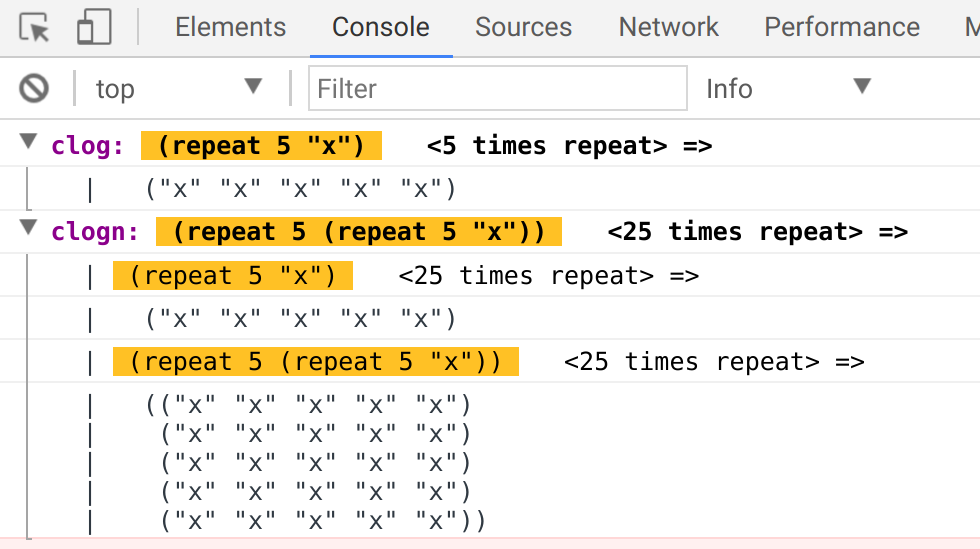 Elements Console Sources Network Performance M
top Filter Info
clog: (repeat 5 "x") <5 times repeat> =>
| ("x" "x" "x" "x" "x")
clogn: (repeat 5 (repeat 5 "x")) <25 times repeat> =>
| (repeat 5 "x") <25 times repeat> =>
| ("x" "x" "x" "x" "x")
| (repeat 5 (repeat 5 "x")) <25 times repeat> =>
| (("x" "x" "x" "x" "x")
| ("x" "x" "x" "x" "x")
| ("x" "x" "x" "x" "x")
| ("x" "x" "x" "x" "x")
| ("x" "x" "x" "x" "x"))